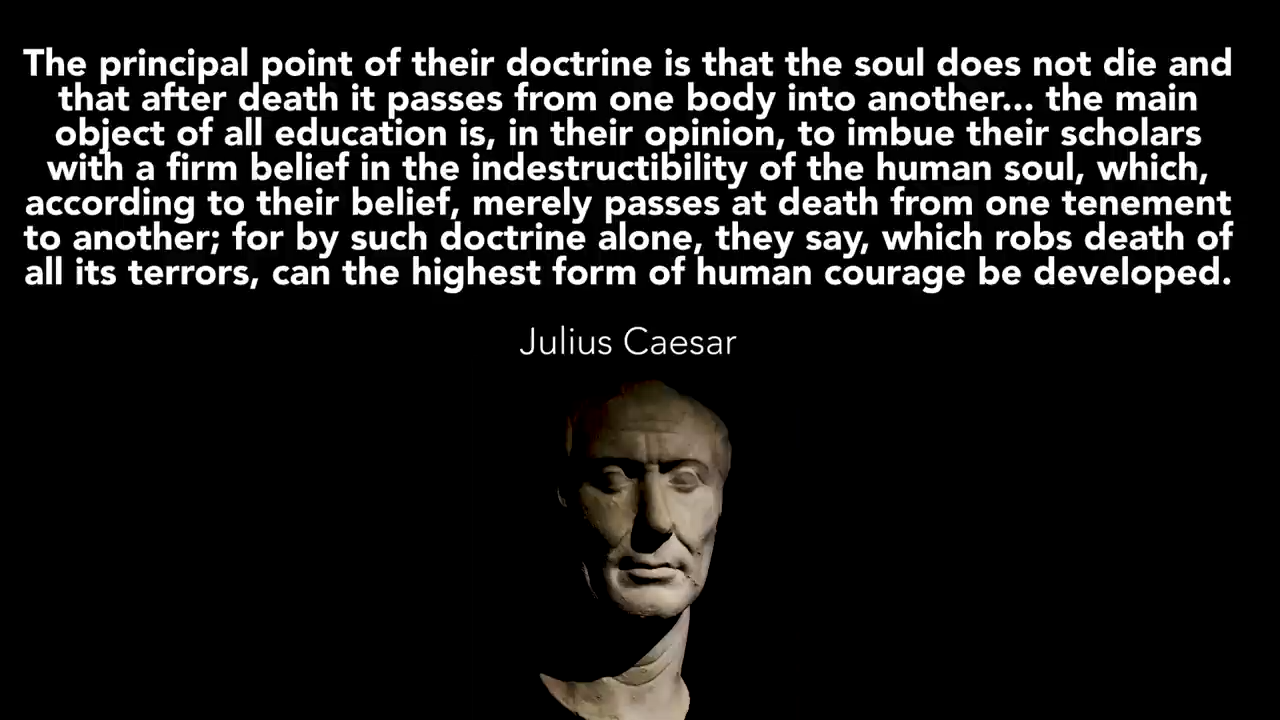 The principal point of their doctrine is that the soul does not die and
that after death it passes from one body into another... the main
object of all education is, in their opinion, to imbue their scholars
with a firm belief in the indestructibility of the human soul, which,
according to their belief, merely passes at death from one tenement
to another; for by such doctrine alone, they say, which robs death of
all its terrors, can the highest form of human courage be developed.
Julius Caesar